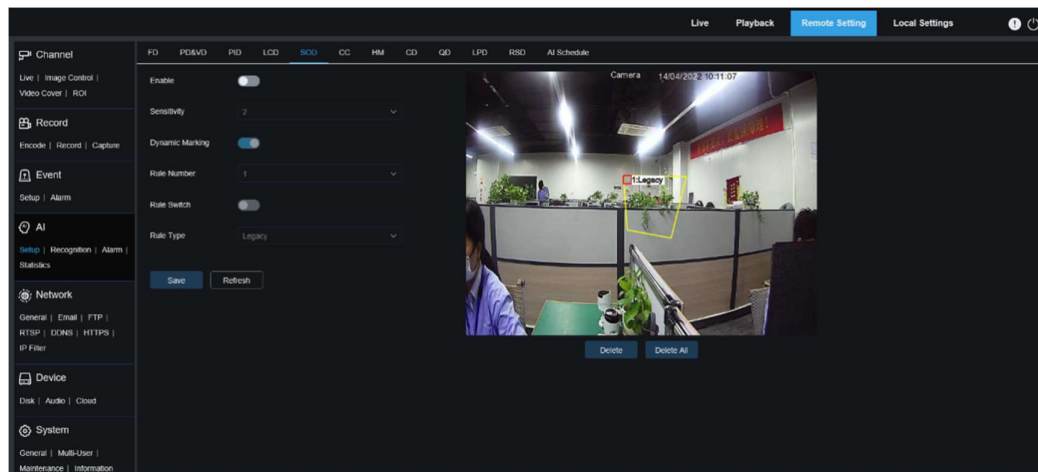 Live Playback Remote Setting Local Settings
Channel
Live | Image Control |
Video Cover | ROI
Record
Encode | Record | Capture
Event
Setup | Alarm
AI
Setup | Recognition | Alarm |
Statistics
Network
General | Email | FTP |
RTSP | DDNS | HTTPS |
IP Filter
Device
Disk | Audio | Cloud
System
General | Multi-User |
Maintenance | Information
FD PD&VD PID LCD SOD CC HM CD QD LPD RSD AI Schedule
Enable
Sensitivity 2
Dynamic Marking
Rule Number 1
Rule Switch
Rule Type Legacy
Save Refresh
Camera 14/04/2022 10:11:07
1:Legacy
Delete Delete All